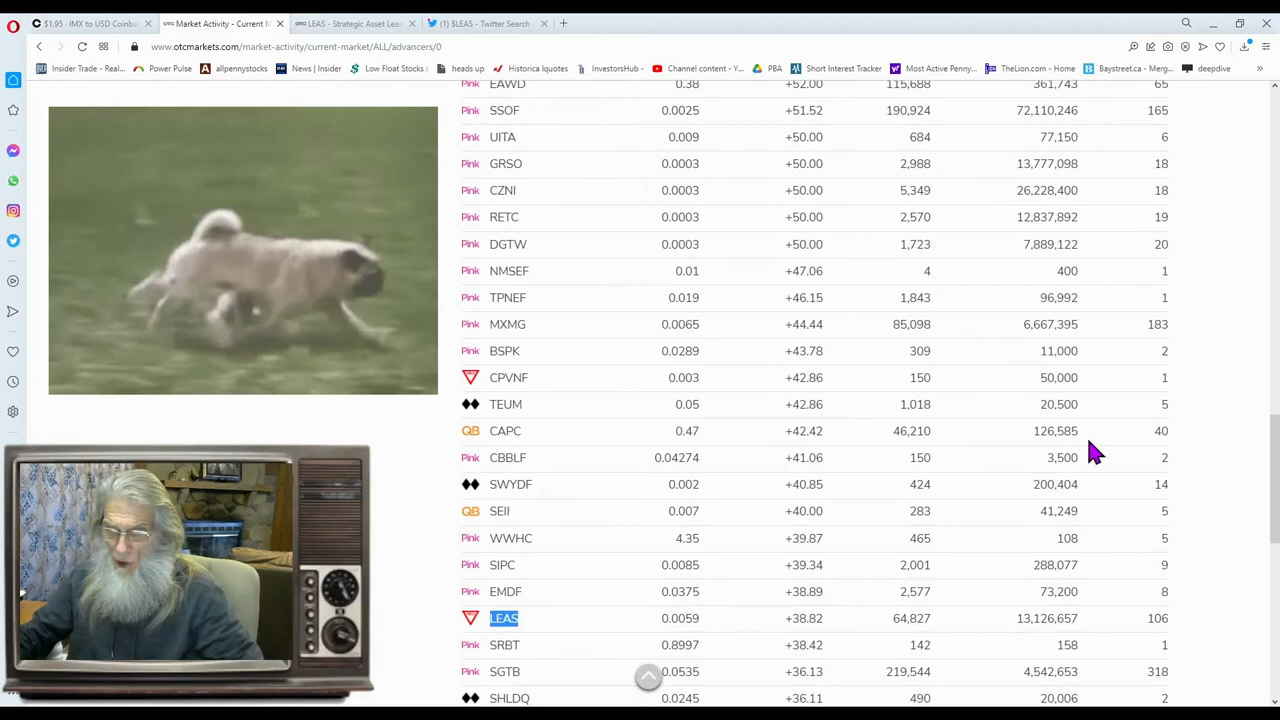 $1.95 - IMX to USD Coinba
Market Activity - Current M
LEAS - Strategic Asset Leas
(1) $LEAS - Twitter Search
www.otcmarkets.com/market-activity/current-market/ALL/advancers/0
Insider Trade - Real...
Power Pulse
allpennystocks
News | Insider
Low Float Stocks :
heads up
Historica Iquotes
InvestorsHub -
Channel content - Y...
PBA
Short Interest Tracker
Most Active Penny...
TheLion.com - Home
Baystreet.ca - Merg...
deepdive
Pink EAWD 0.38 +52.00 115,688 361,743 65
Pink SSOF 0.0025 +51.52 190,924 72,110,246 165
Pink UITA 0.009 +50.00 684 77,150 6
Pink GRSO 0.0003 +50.00 2,988 13,777,098 18
Pink CZNI 0.0003 +50.00 5,349 26,228,400 18
Pink RETC 0.0003 +50.00 2,570 12,837,892 19
Pink DGTW 0.0003 +50.00 1,723 7,889,122 20
Pink NMSEF 0.01 +47.06 4 400 1
Pink TPNEF 0.019 +46.15 1,843 96,992 1
Pink MXMG 0.0065 +44.44 85,098 6,667,395 183
Pink BSPK 0.0289 +43.78 309 11,000 2
CPVNF 0.003 +42.86 150 50,000 1
TEUM 0.05 +42.86 1,018 20,500 5
QB CAPC 0.47 +42.42 46,210 126,585 40
Pink CBBLF 0.04274 +41.06 150 3,500 2
SWYDF 0.002 +40.85 424 200,404 14
QB SEII 0.007 +40.00 283 41,249 5
Pink WWHC 4.35 +39.87 465 108 5
Pink SIPC 0.0085 +39.34 2,001 288,077 9
Pink EMDF 0.0375 +38.89 2,577 73,200 8
LEAS 0.0059 +38.82 64,827 13,126,657 106
Pink SRBT 0.8997 +38.42 142 158 1
Pink SGTB 0.0535 +36.13 219,544 4,542,653 318
SHLDQ 0.0245 +36.11 490 20,006 2